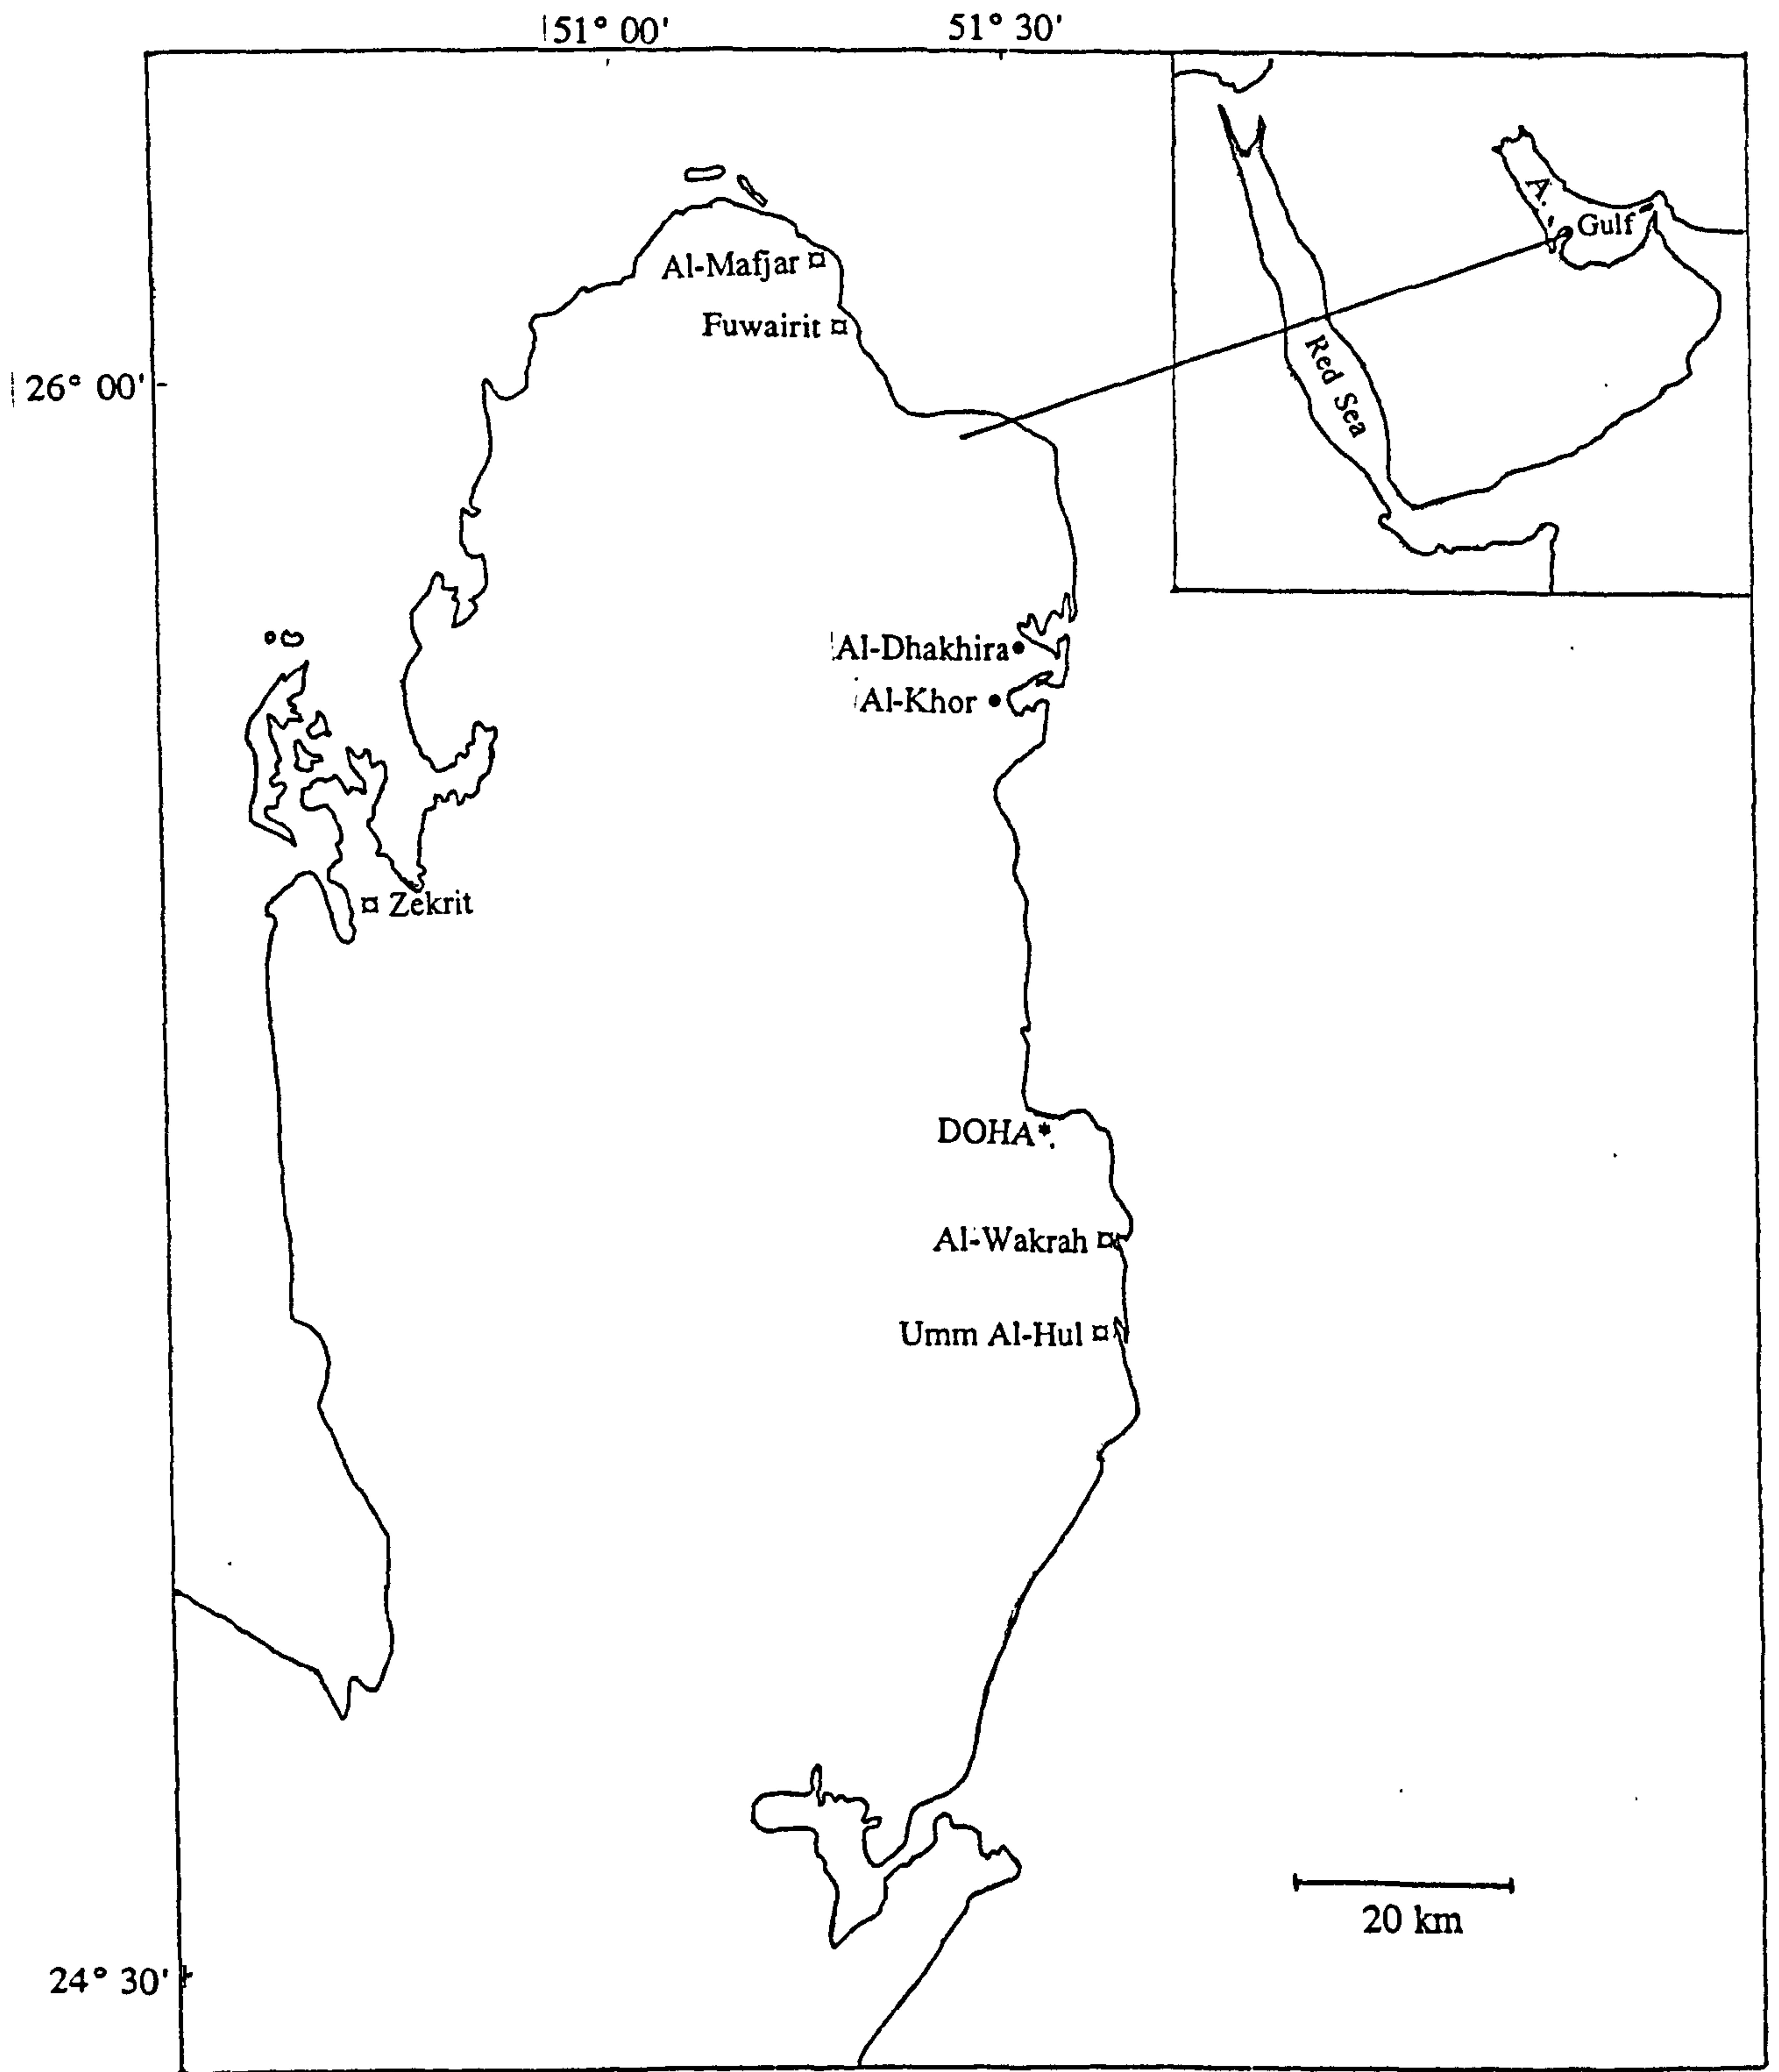 51° 00'
51° 30'
A. Gulf
Al-Mafjar
Fuwairit
26° 00'
Red Sea
Al-Dhakhira
Al-Khor
Zekrit
DOHA*
Al-Wakrah
Umm Al-Hul
20 km
24° 30'